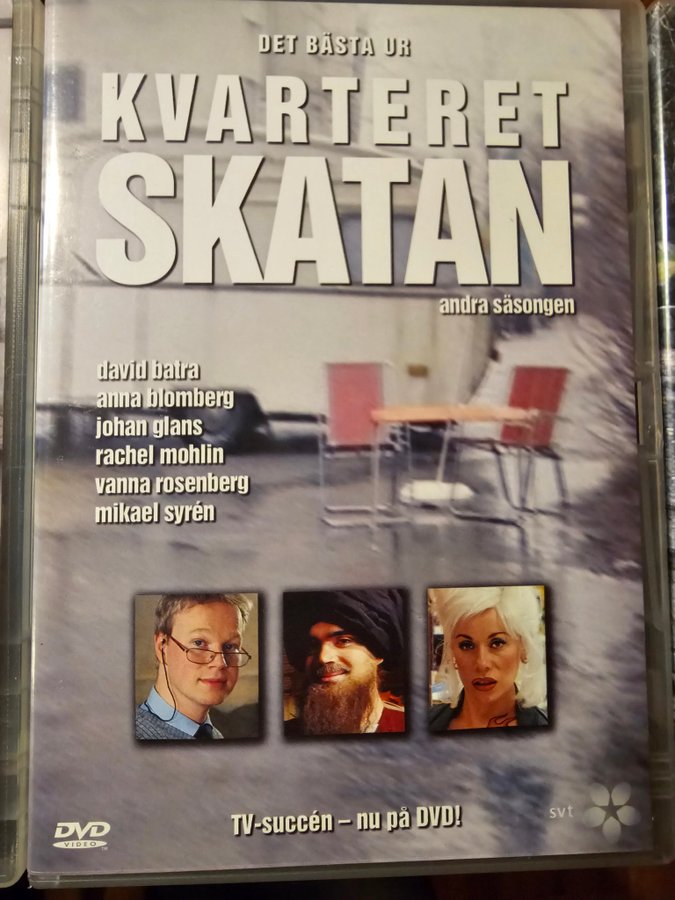 DET BÄSTA UR
KVARTERET
SKATAN
andra säsongen
david batra
anna blomberg
johan glans
rachel mohlin
vanna rosenberg
mikael syrén
TV-succén – nu på DVD!
svt
DVD
VIDEO™